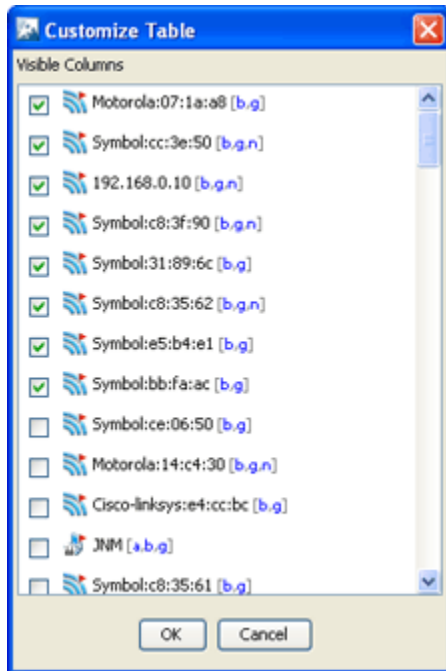 Customize Table
Visible Columns
Motorola:07:1a:a8 [b,g]
Symbol:cc:3e:50 [b,g,n]
192.168.0.10 [b,g,n]
Symbol:c8:3f:90 [b,g,n]
Symbol:31:89:6c [b,g]
Symbol:c8:35:62 [b,g,n]
Symbol:e5:b4:e1 [b,g]
Symbol:bb:fa:ac [b,g]
Symbol:ce:06:50 [b,g]
Motorola:14:c4:30 [b,g,n]
Cisco-linksys:e4:cc:bc [b,g]
JNM [a,b,g]
Symbol:c8:35:61 [b,g]
OK Cancel